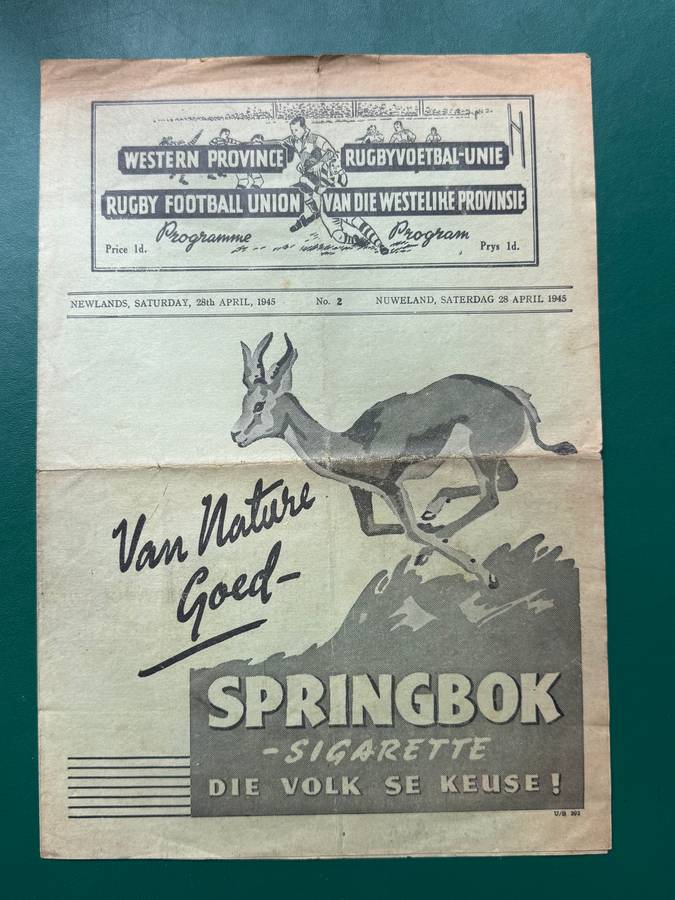 WESTERN PROVINCE RUGBYVOETBAL-UNIE
RUGBY FOOTBALL UNION VAN DIE WESTELIKE PROVINSIE
Programme Program
Price 1d. Prys 1d.
NEWLANDS, SATURDAY, 28th APRIL, 1945 No. 2 NUWELAND, SATERDAG 28 APRIL 1945
Van Nature
Goed-
SPRINGBOK
-SIGARETTE
DIE VOLK SE KEUSE!
U/B 392